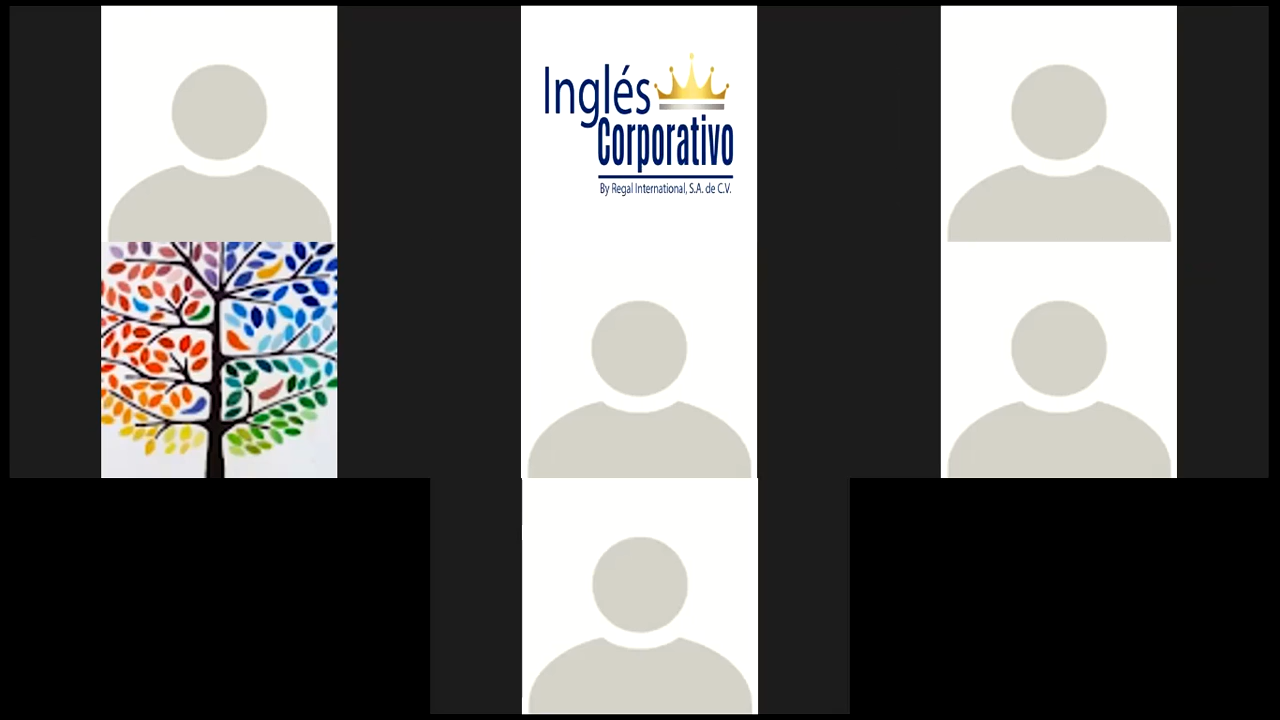 Inglés
Corporativo
By Regal International, S.A. de C.V.